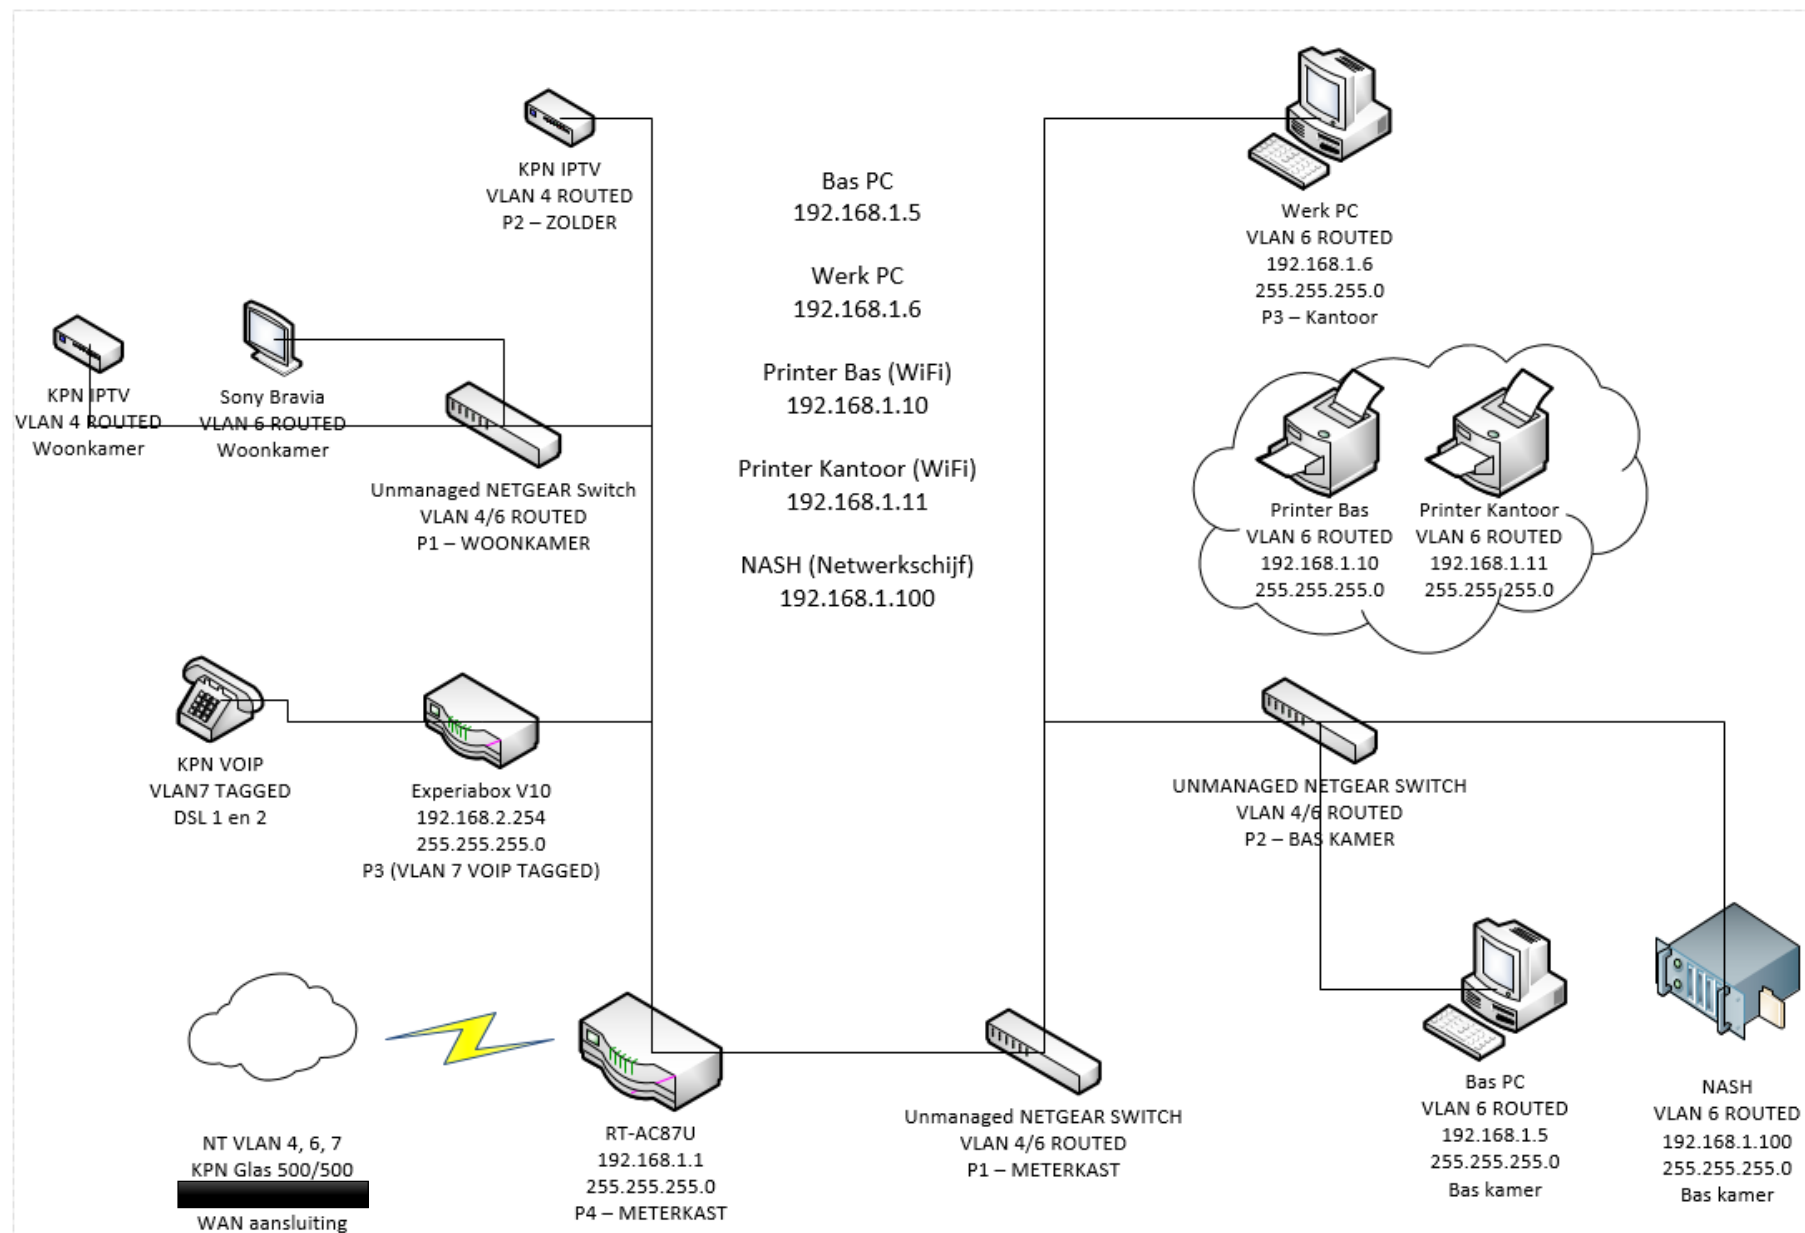 KPN IPTV
VLAN 4 ROUTED
P2 – ZOLDER
Bas PC
192.168.1.5
Werk PC
192.168.1.6
Printer Bas (WiFi)
192.168.1.10
Printer Kantoor (WiFi)
192.168.1.11
NASH (Netwerkschijf)
192.168.1.100
Werk PC
VLAN 6 ROUTED
192.168.1.6
255.255.255.0
P3 – Kantoor
KPN IPTV
VLAN 4 ROUTED
Woonkamer
Sony Bravia
VLAN 6 ROUTED
Woonkamer
Unmanaged NETGEAR Switch
VLAN 4/6 ROUTED
P1 – WOONKAMER
Printer Bas
VLAN 6 ROUTED
192.168.1.10
255.255.255.0
Printer Kantoor
VLAN 6 ROUTED
192.168.1.11
255.255.255.0
KPN VOIP
VLAN7 TAGGED
DSL 1 en 2
Experiabox V10
192.168.2.254
255.255.255.0
P3 (VLAN 7 VOIP TAGGED)
UNMANAGED NETGEAR SWITCH
VLAN 4/6 ROUTED
P2 – BAS KAMER
NT VLAN 4, 6, 7
KPN Glas 500/500
WAN aansluiting
RT-AC87U
192.168.1.1
255.255.255.0
P4 – METERKAST
Unmanaged NETGEAR SWITCH
VLAN 4/6 ROUTED
P1 – METERKAST
Bas PC
VLAN 6 ROUTED
192.168.1.5
255.255.255.0
Bas kamer
NASH
VLAN 6 ROUTED
192.168.1.100
255.255.255.0
Bas kamer